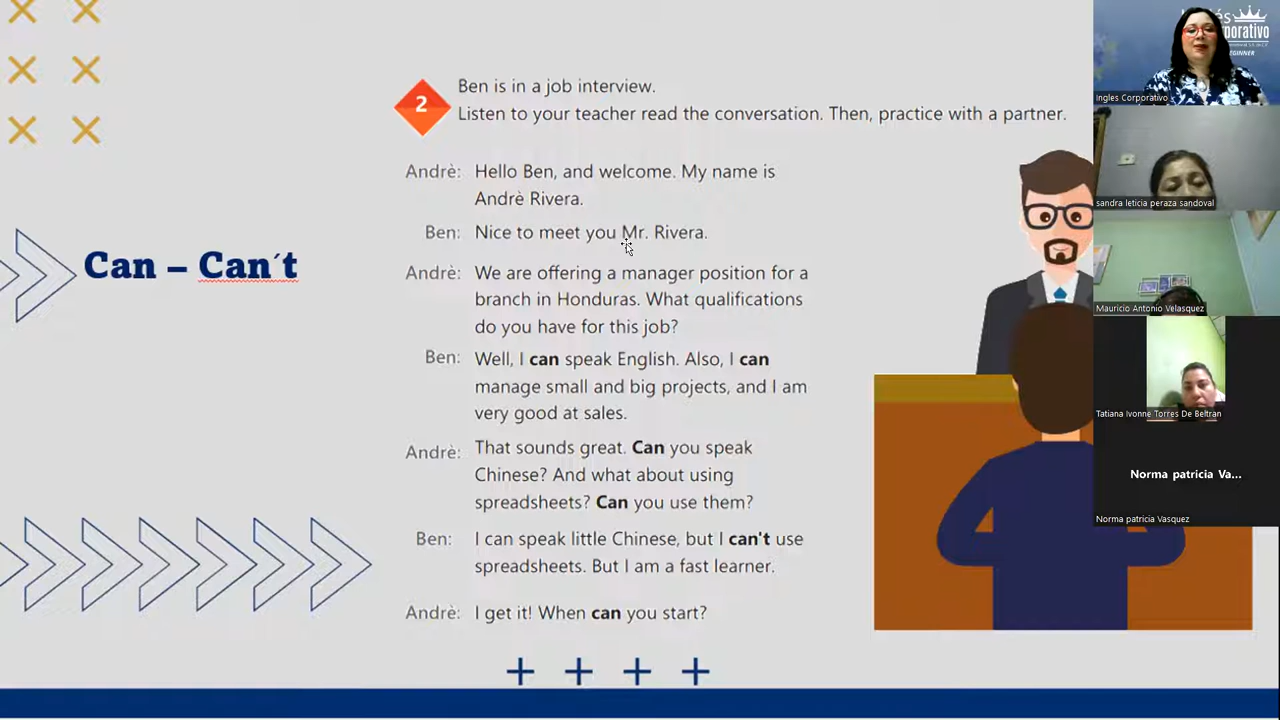 Can – Can´t
2
Ben is in a job interview.
Listen to your teacher read the conversation. Then, practice with a partner.
Andrè: Hello Ben, and welcome. My name is
Andrè Rivera.
Ben: Nice to meet you Mr. Rivera.
Andrè: We are offering a manager position for a
branch in Honduras. What qualifications
do you have for this job?
Ben: Well, I can speak English. Also, I can
manage small and big projects, and I am
very good at sales.
Andrè: That sounds great. Can you speak
Chinese? And what about using
spreadsheets? Can you use them?
Ben: I can speak little Chinese, but I can't use
spreadsheets. But I am a fast learner.
Andrè: I get it! When can you start?
Ingles Corporativo
sandra leticia peraza sandoval
Mauricio Antonio Velasquez
Tatiana Ivonne Torres De Beltran
Norma patricia Va...
Norma patricia Vasquez